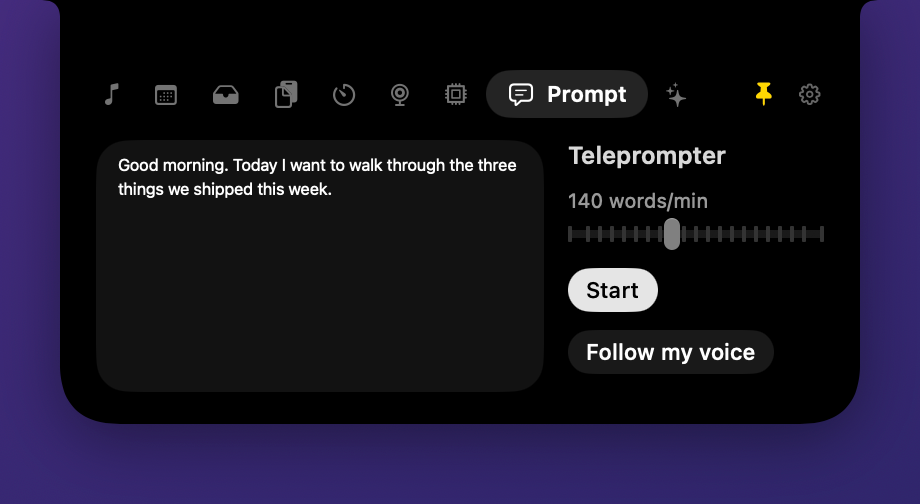 Prompt
Good morning. Today I want to walk through the three
things we shipped this week.
Teleprompter
140 words/min
Start
Follow my voice